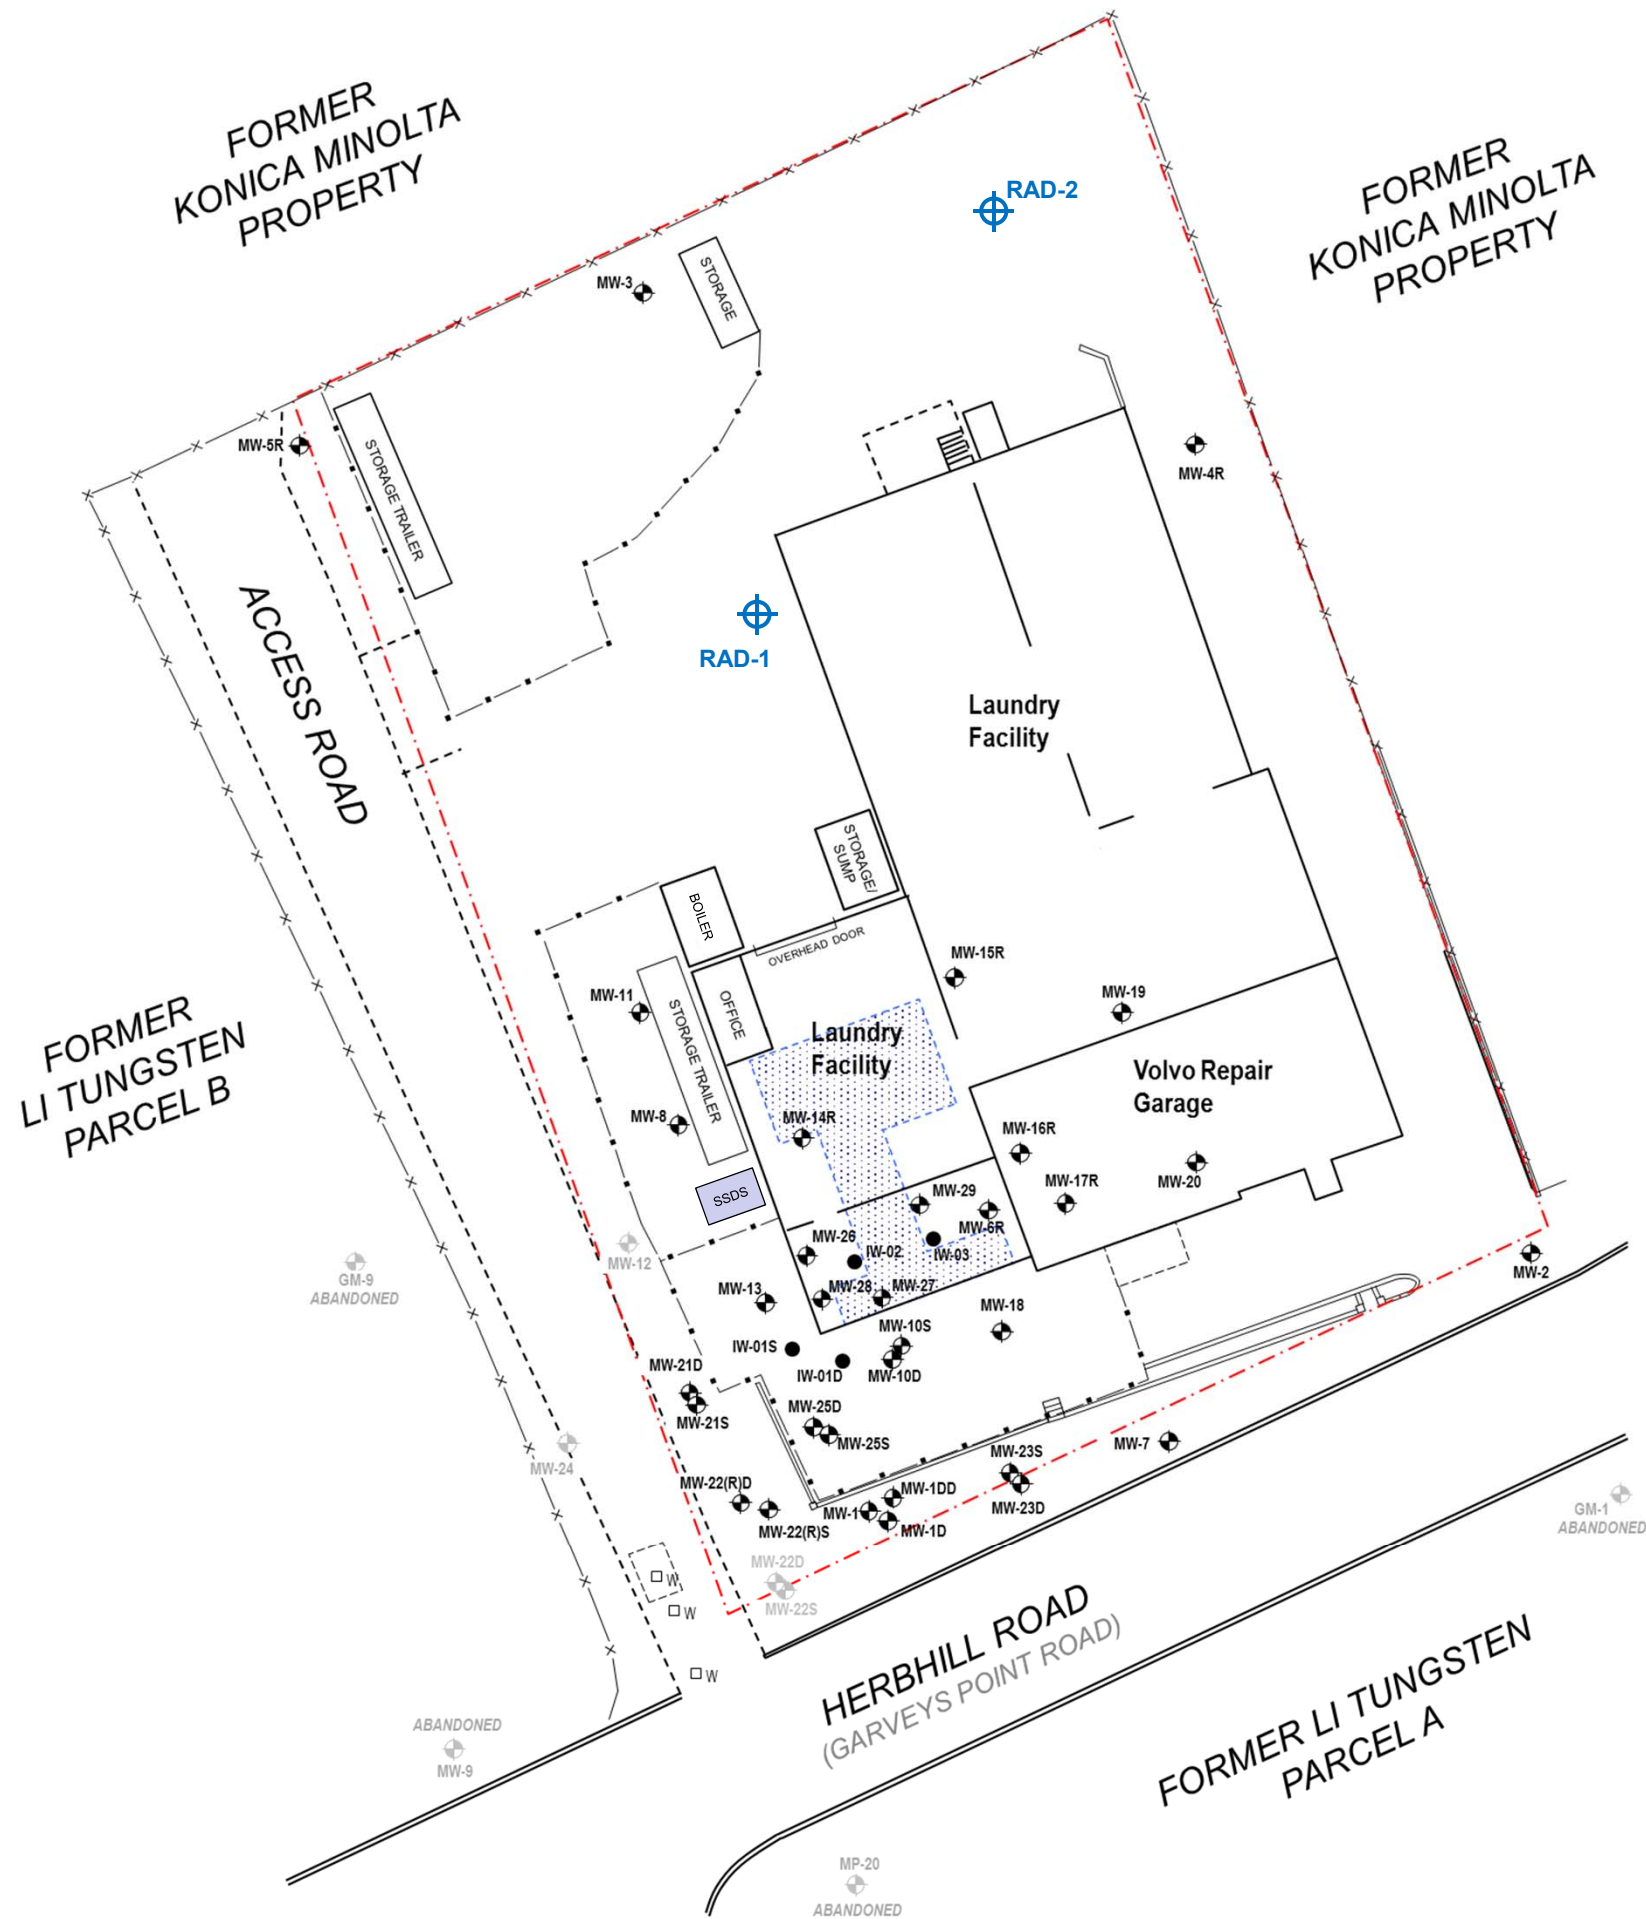 FORMER
KONICA MINOLTA
PROPERTY
FORMER
KONICA MINOLTA
PROPERTY
RAD-2
MW-3
STORAGE
MW-5R
STORAGE TRAILER
MW-4R
ACCESS ROAD
RAD-1
Laundry
Facility
STORAGE/
SUMP
BOILER
OVERHEAD DOOR
MW-15R
MW-11
OFFICE
STORAGE TRAILER
MW-19
FORMER
LI TUNGSTEN
PARCEL B
Laundry
Facility
Volvo Repair
Garage
MW-8
MW-14R
MW-16R
MW-17R
MW-20
SSDS
MW-29
MW-6R
MW-26
IW-02
IW-03
MW-12
GM-9
ABANDONED
MW-2
MW-13
MW-28
MW-27
MW-18
MW-10S
IW-01S
IW-01D
MW-10D
MW-21D
MW-21S
MW-25D
MW-25S
MW-7
MW-23S
MW-24
MW-22(R)D
MW-1DD
MW-1
MW-23D
MW-22(R)S
MW-1D
GM-1
ABANDONED
MW-22D
MW-22S
W
W
W
HERBHILL ROAD
(GARVEYS POINT ROAD)
FORMER LI TUNGSTEN
PARCEL A
ABANDONED
MW-9
MP-20
ABANDONED